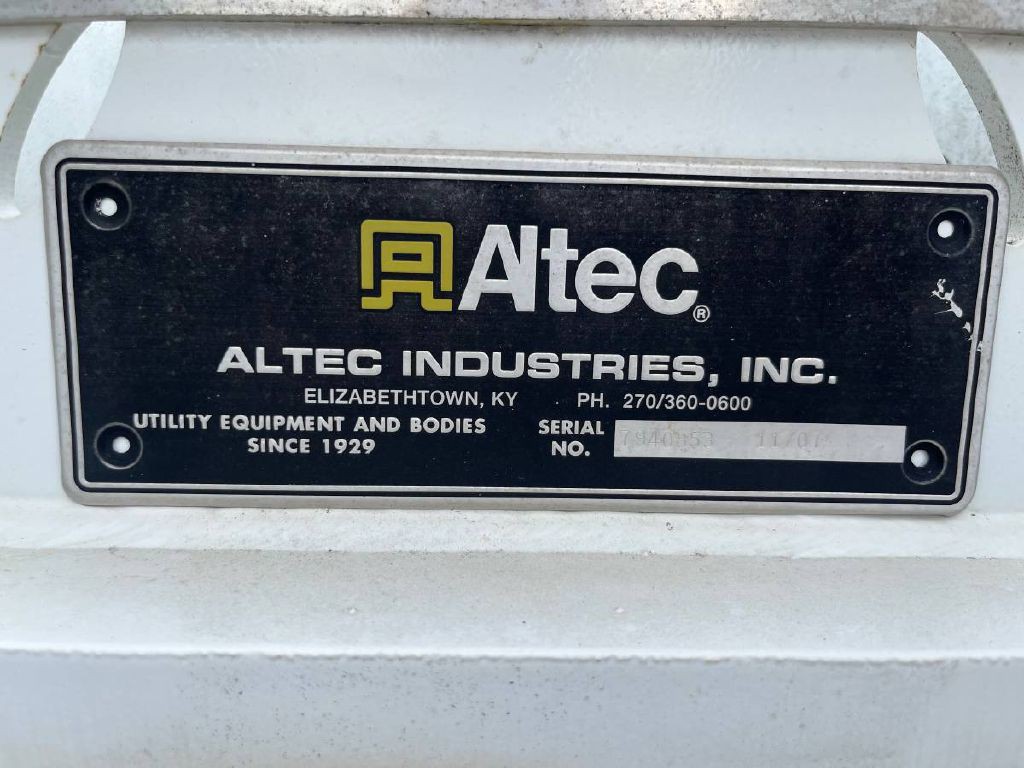 Altec®
ALTEC INDUSTRIES, INC.
ELIZABETHTOWN, KY PH. 270/360-0600
UTILITY EQUIPMENT AND BODIES
SINCE 1929
SERIAL
NO.